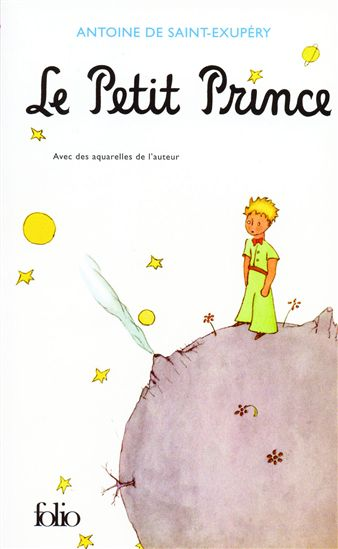 ANTOINE DE SAINT-EXUPÉRY
Le Petit Prince
Avec des aquarelles de l'auteur
folio